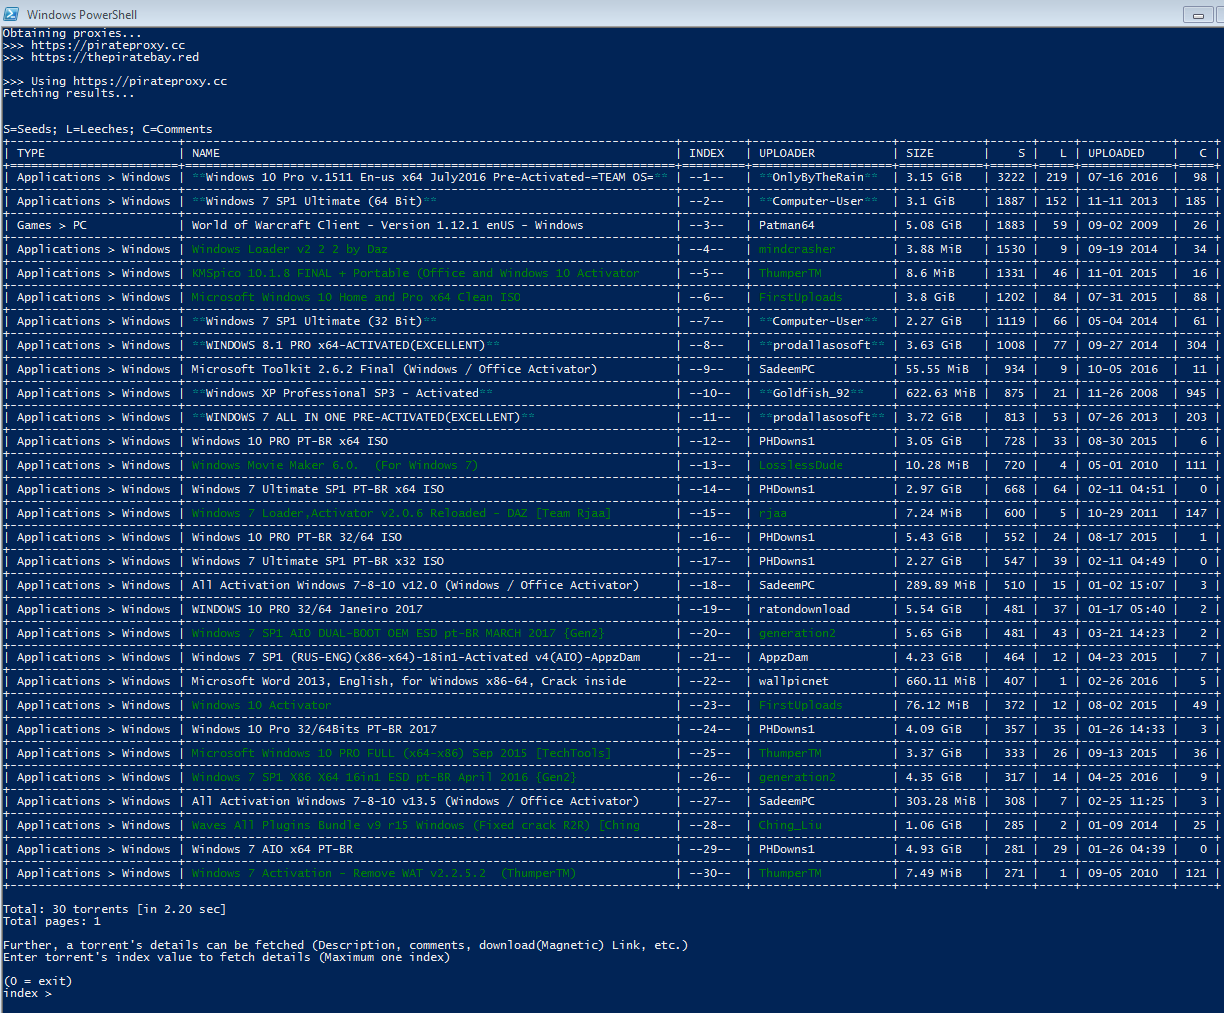 Windows PowerShell
Obtaining proxies...
>>> https://pirateproxy.cc
>>> https://thepiratebay.red
>>> Using https://pirateproxy.cc
Fetching results...
S=Seeds; L=Leeches; C=Comments
| TYPE | NAME | INDEX | UPLOADER | SIZE | S | L | UPLOADED | C |
| Applications > Windows | **Windows 10 Pro v.1511 En-us x64 July2016 Pre-Activated-=TEAM OS=** | --1-- | **OnlyByTheRain** | 3.15 GiB | 3222 | 219 | 07-16 2016 | 98 |
| Applications > Windows | **Windows 7 SP1 Ultimate (64 Bit)** | --2-- | **Computer-User** | 3.1 GiB | 1887 | 152 | 11-11 2013 | 185 |
| Games > PC | World of Warcraft Client - Version 1.12.1 enUS - Windows | --3-- | Patman64 | 5.08 GiB | 1883 | 59 | 09-02 2009 | 26 |
| Applications > Windows | Windows Loader v2 2 2 by Daz | --4-- | mindcrasher | 3.88 MiB | 1530 | 9 | 09-19 2014 | 34 |
| Applications > Windows | KMSpico 10.1.8 FINAL + Portable (Office and Windows 10 Activator | --5-- | ThumperTM | 8.6 MiB | 1331 | 46 | 11-01 2015 | 16 |
| Applications > Windows | Microsoft Windows 10 Home and Pro x64 Clean ISO | --6-- | FirstUploads | 3.8 GiB | 1202 | 84 | 07-31 2015 | 88 |
| Applications > Windows | **Windows 7 SP1 Ultimate (32 Bit)** | --7-- | **Computer-User** | 2.27 GiB | 1119 | 66 | 05-04 2014 | 61 |
| Applications > Windows | **WINDOWS 8.1 PRO x64-ACTIVATED(EXCELLENT)** | --8-- | **prodallasosoft** | 3.63 GiB | 1008 | 77 | 09-27 2014 | 304 |
| Applications > Windows | Microsoft Toolkit 2.6.2 Final (Windows / Office Activator) | --9-- | SadeemPC | 55.55 MiB | 934 | 9 | 10-05 2016 | 11 |
| Applications > Windows | **Windows XP Professional SP3 - Activated** | --10-- | **Goldfish_92** | 622.63 MiB | 875 | 21 | 11-26 2008 | 945 |
| Applications > Windows | **WINDOWS 7 ALL IN ONE PRE-ACTIVATED(EXCELLENT)** | --11-- | **prodallasosoft** | 3.72 GiB | 813 | 53 | 07-26 2013 | 203 |
| Applications > Windows | Windows 10 PRO PT-BR x64 ISO | --12-- | PHDowns1 | 3.05 GiB | 728 | 33 | 08-30 2015 | 6 |
| Applications > Windows | Windows Movie Maker 6.0.  (For Windows 7) | --13-- | LosslessDude | 10.28 MiB | 720 | 4 | 05-01 2010 | 111 |
| Applications > Windows | Windows 7 Ultimate SP1 PT-BR x64 ISO | --14-- | PHDowns1 | 2.97 GiB | 668 | 64 | 02-11 04:51 | 0 |
| Applications > Windows | Windows 7 Loader,Activator v2.0.6 Reloaded - DAZ [Team Rjaa] | --15-- | rjaa | 7.24 MiB | 600 | 5 | 10-29 2011 | 147 |
| Applications > Windows | Windows 10 PRO PT-BR 32/64 ISO | --16-- | PHDowns1 | 5.43 GiB | 552 | 24 | 08-17 2015 | 1 |
| Applications > Windows | Windows 7 Ultimate SP1 PT-BR x32 ISO | --17-- | PHDowns1 | 2.27 GiB | 547 | 39 | 02-11 04:49 | 0 |
| Applications > Windows | All Activation Windows 7-8-10 v12.0 (Windows / Office Activator) | --18-- | SadeemPC | 289.89 MiB | 510 | 15 | 01-02 15:07 | 3 |
| Applications > Windows | WINDOWS 10 PRO 32/64 Janeiro 2017 | --19-- | ratondownload | 5.54 GiB | 481 | 37 | 01-17 05:40 | 2 |
| Applications > Windows | Windows 7 SP1 AIO DUAL-BOOT OEM ESD pt-BR MARCH 2017 {Gen2} | --20-- | generation2 | 5.65 GiB | 481 | 43 | 03-21 14:23 | 2 |
| Applications > Windows | Windows 7 SP1 (RUS-ENG)(x86-x64)-18in1-Activated v4(AIO)-AppzDam | --21-- | AppzDam | 4.23 GiB | 464 | 12 | 04-23 2015 | 7 |
| Applications > Windows | Microsoft Word 2013, English, for Windows x86-64, Crack inside | --22-- | wallpicnet | 660.11 MiB | 407 | 1 | 02-26 2016 | 5 |
| Applications > Windows | Windows 10 Activator | --23-- | FirstUploads | 76.12 MiB | 372 | 12 | 08-02 2015 | 49 |
| Applications > Windows | Windows 10 Pro 32/64Bits PT-BR 2017 | --24-- | PHDowns1 | 4.09 GiB | 357 | 35 | 01-26 14:33 | 3 |
| Applications > Windows | Microsoft Windows 10 PRO FULL (x64-x86) Sep 2015 [TechTools] | --25-- | ThumperTM | 3.37 GiB | 333 | 26 | 09-13 2015 | 36 |
| Applications > Windows | Windows 7 SP1 X86 X64 16in1 ESD pt-BR April 2016 {Gen2} | --26-- | generation2 | 4.35 GiB | 317 | 14 | 04-25 2016 | 9 |
| Applications > Windows | All Activation Windows 7-8-10 v13.5 (Windows / Office Activator) | --27-- | SadeemPC | 303.28 MiB | 308 | 7 | 02-25 11:25 | 3 |
| Applications > Windows | Waves All Plugins Bundle v9 r15 Windows (Fixed crack R2R) [Ching | --28-- | Ching_Liu | 1.06 GiB | 285 | 2 | 01-09 2014 | 25 |
| Applications > Windows | Windows 7 AIO x64 PT-BR | --29-- | PHDowns1 | 4.93 GiB | 281 | 29 | 01-26 04:39 | 0 |
| Applications > Windows | Windows 7 Activation - Remove WAT v2.2.5.2  (ThumperTM) | --30-- | ThumperTM | 7.49 MiB | 271 | 1 | 09-05 2010 | 121 |
Total: 30 torrents [in 2.20 sec]
Total pages: 1
Further, a torrent's details can be fetched (Description, comments, download(Magnetic) Link, etc.)
Enter torrent's index value to fetch details (Maximum one index)
(0 = exit)
index >